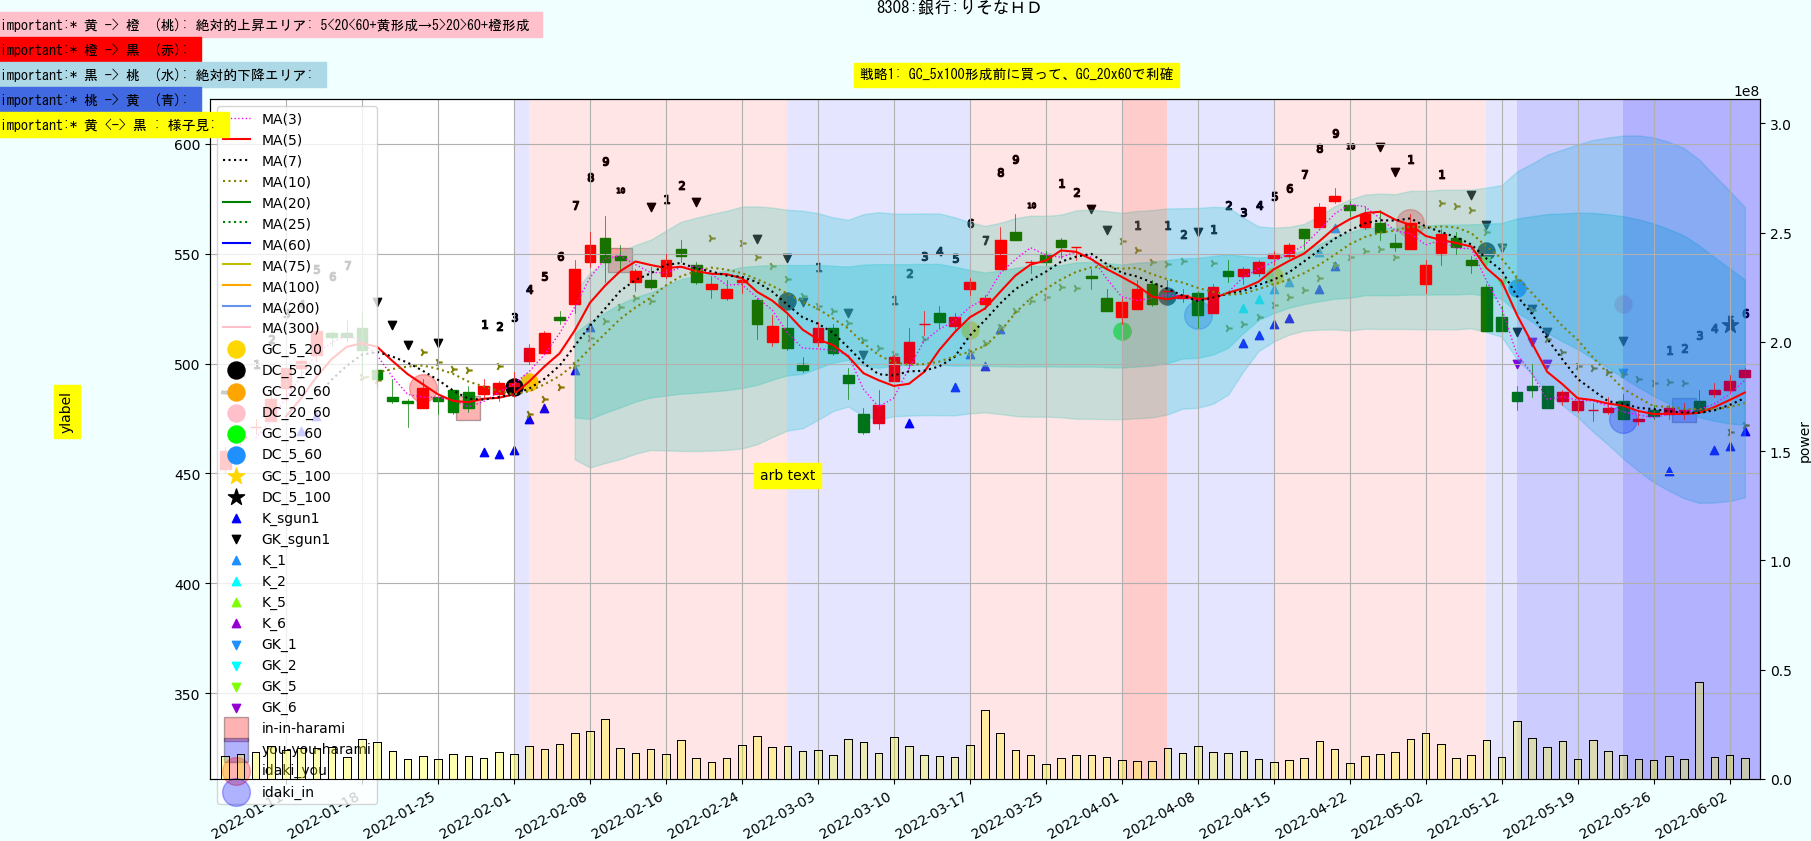 8308:銀行:りそなＨＤ
important:* 黄 -> 橙 （桃）: 絶対的上昇エリア: 5<20<60+黄形成→5>20>60+橙形成
important:* 橙 -> 黒 （赤）:
important:* 黒 -> 桃 （水）: 絶対的下降エリア:
important:* 桃 -> 黄 （青）:
important:* 黄 <-> 黒 : 様子見:
戦略1: GC_5x100形成前に買って、GC_20x60で利確
1e8
MA(3)
MA(5)
MA(7)
MA(10)
MA(20)
MA(25)
MA(60)
MA(75)
MA(100)
MA(200)
MA(300)
GC_5_20
DC_5_20
GC_20_60
DC_20_60
GC_5_60
DC_5_60
GC_5_100
DC_5_100
K_sgun1
GK_sgun1
K_1
K_2
K_5
K_6
GK_1
GK_2
GK_5
GK_6
in-in-harami
you-you-harami
idaki_you
idaki_in
600
550
500
450
400
350
ylabel
arb text
3.0
2.5
2.0
1.5
1.0
0.5
0.0
power
2022-01-11
2022-01-18
2022-01-25
2022-02-01
2022-02-08
2022-02-16
2022-02-24
2022-03-03
2022-03-10
2022-03-17
2022-03-25
2022-04-01
2022-04-08
2022-04-15
2022-04-22
2022-05-02
2022-05-12
2022-05-19
2022-05-26
2022-06-02